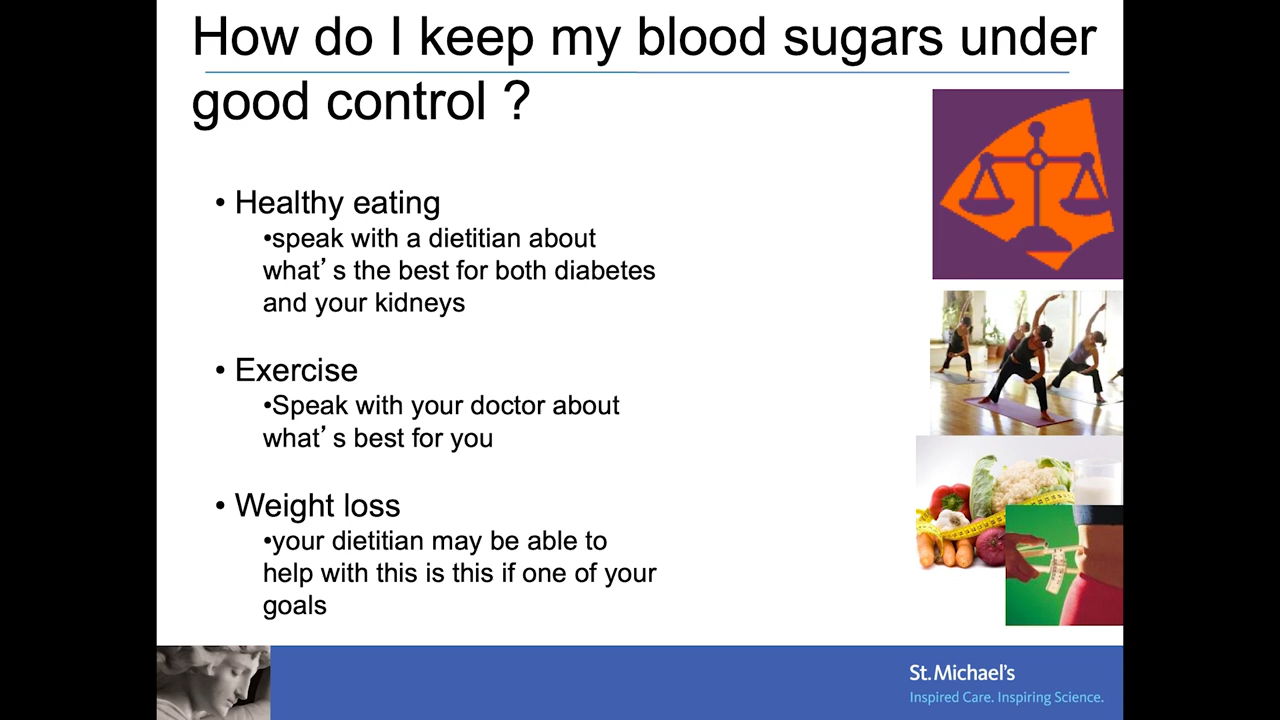 How do I keep my blood sugars under
good control ?
• Healthy eating
•speak with a dietitian about
what’s the best for both diabetes
and your kidneys
• Exercise
•Speak with your doctor about
what’s best for you
• Weight loss
•your dietitian may be able to
help with this is this if one of your
goals
St. Michael's
Inspired Care. Inspiring Science.